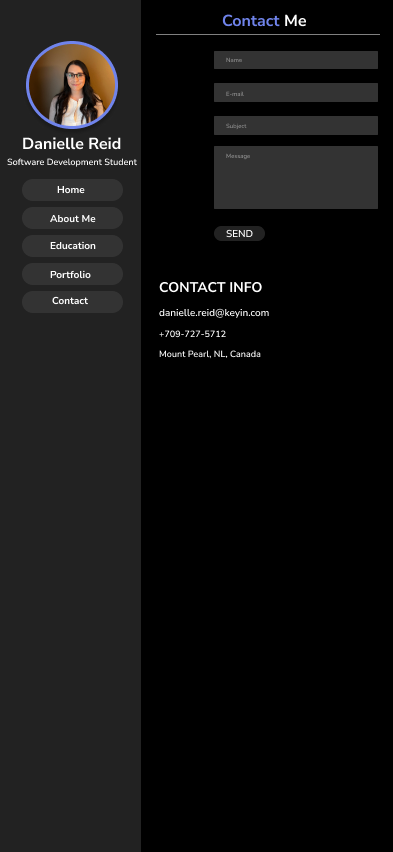 Danielle Reid
Software Development Student
Home
About Me
Education
Portfolio
Contact
Contact Me
Name
E-mail
Subject
Message
SEND
CONTACT INFO
danielle.reid@keyin.com
+709-727-5712
Mount Pearl, NL, Canada